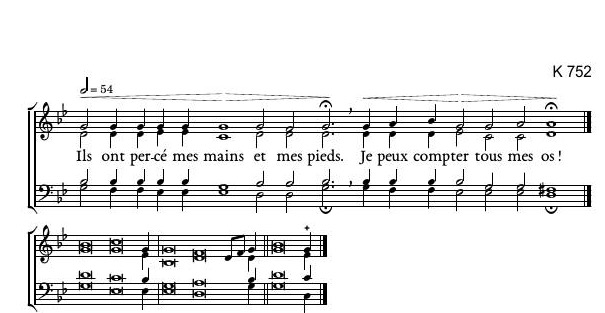 K 752
𝅗𝅥 = 54
Ils ont per-cé mes mains et mes pieds. Je peux compter tous mes os !